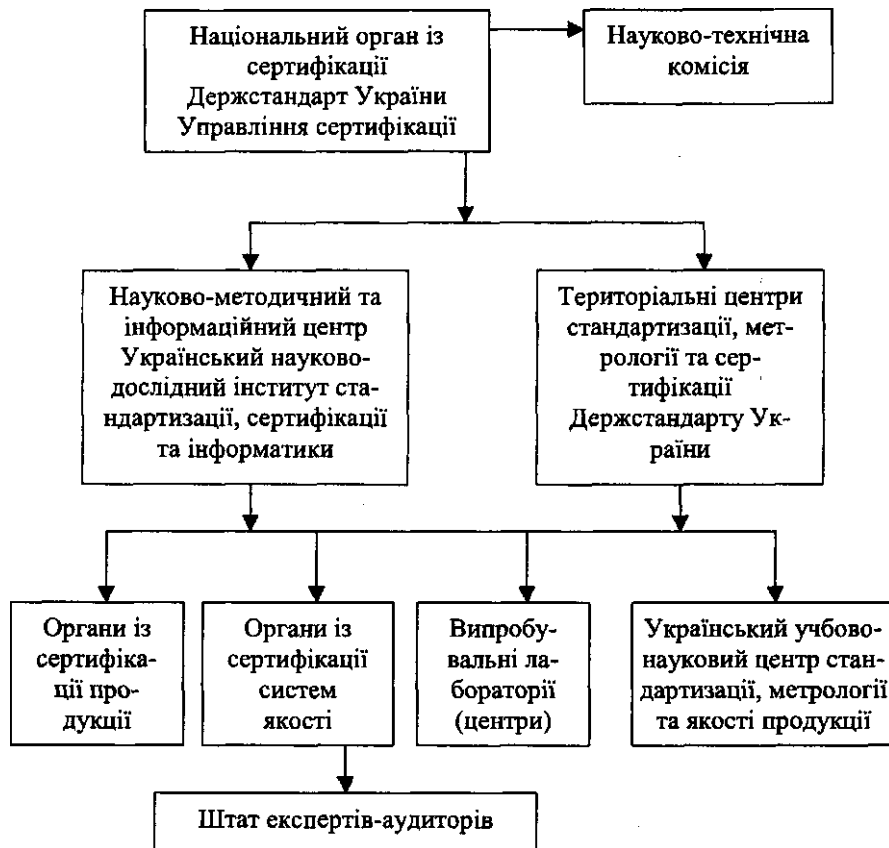 Національний орган із
сертифікації
Держстандарт України
Управління сертифікації
Науково-технічна
комісія
Науково-методичний та
інформаційний центр
Український науково-
дослідний інститут ста-
ндартизації, сертифікації
та інформатики
Територіальні центри
стандартизації, мет-
рології та сер-
тифікації
Держстандарту Ук-
раїни
Органи із
сертифіка-
ції про-
дукції
Органи із
сертифікації
систем
якості
Випробу-
вальні ла-
бораторії
(центри)
Український учбово-
науковий центр стан-
дартизації, метрології
та якості продукції
Штат експертів-аудиторів